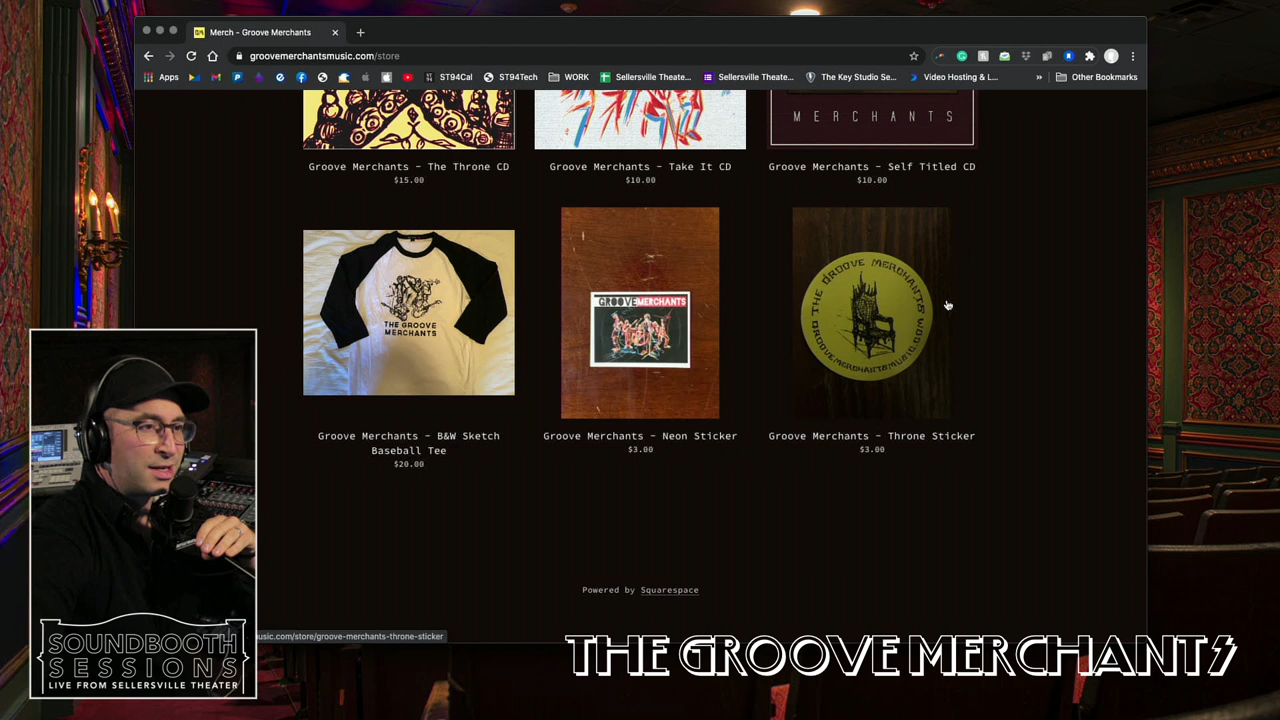 Merch - Groove Merchants
groovemerchantsmusic.com/store
Apps
ST94Cal
ST94Tech
WORK
Sellersville Theate...
Sellersville Theate...
The Key Studio Se...
Video Hosting & L...
»
Other Bookmarks
MERCHANTS
Groove Merchants - The Throne CD
$15.00
Groove Merchants - Take It CD
$10.00
Groove Merchants - Self Titled CD
$10.00
THE GROOVE
MERCHANTS
GROOVEMERCHANTS
THE GROOVE MERCHANTS
GROOVEMERCHANTSMUSIC.COM
Groove Merchants - B&W Sketch
Baseball Tee
$20.00
Groove Merchants - Neon Sticker
$3.00
Groove Merchants - Throne Sticker
$3.00
Powered by Squarespace
music.com/store/groove-merchants-throne-sticker
SOUNDBOOTH
SESSIONS
LIVE FROM SELLERSVILLE THEATER
THE GROOVE MERCHANTS